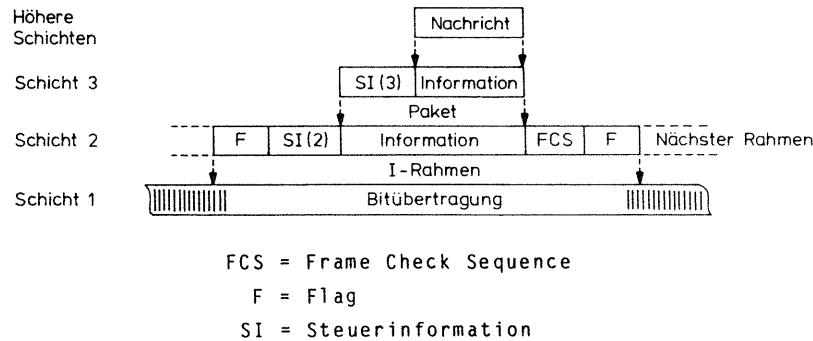 Höhere
Schichten
Nachricht
Schicht 3
SI(3)
Information
Paket
Schicht 2
F
SI(2)
Information
FCS
F
Nächster Rahmen
I-Rahmen
Schicht 1
Bitübertragung
FCS = Frame Check Sequence
F = Flag
SI = Steuerinformation